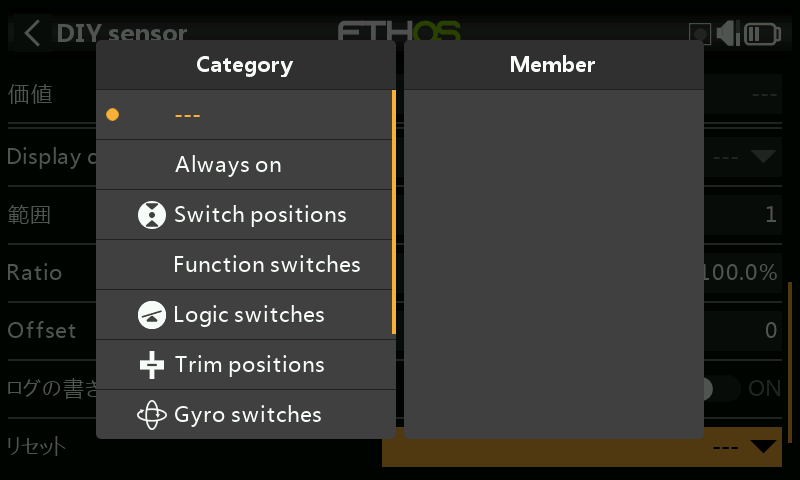 DIY sensor
ETHOS
Category
Member
価値
---
---
Display
---
Always on
範囲
Switch positions
1
Ratio
Function switches
100.0%
Offset
Logic switches
0
ログの書き
Trim positions
ON
リセット
Gyro switches
---